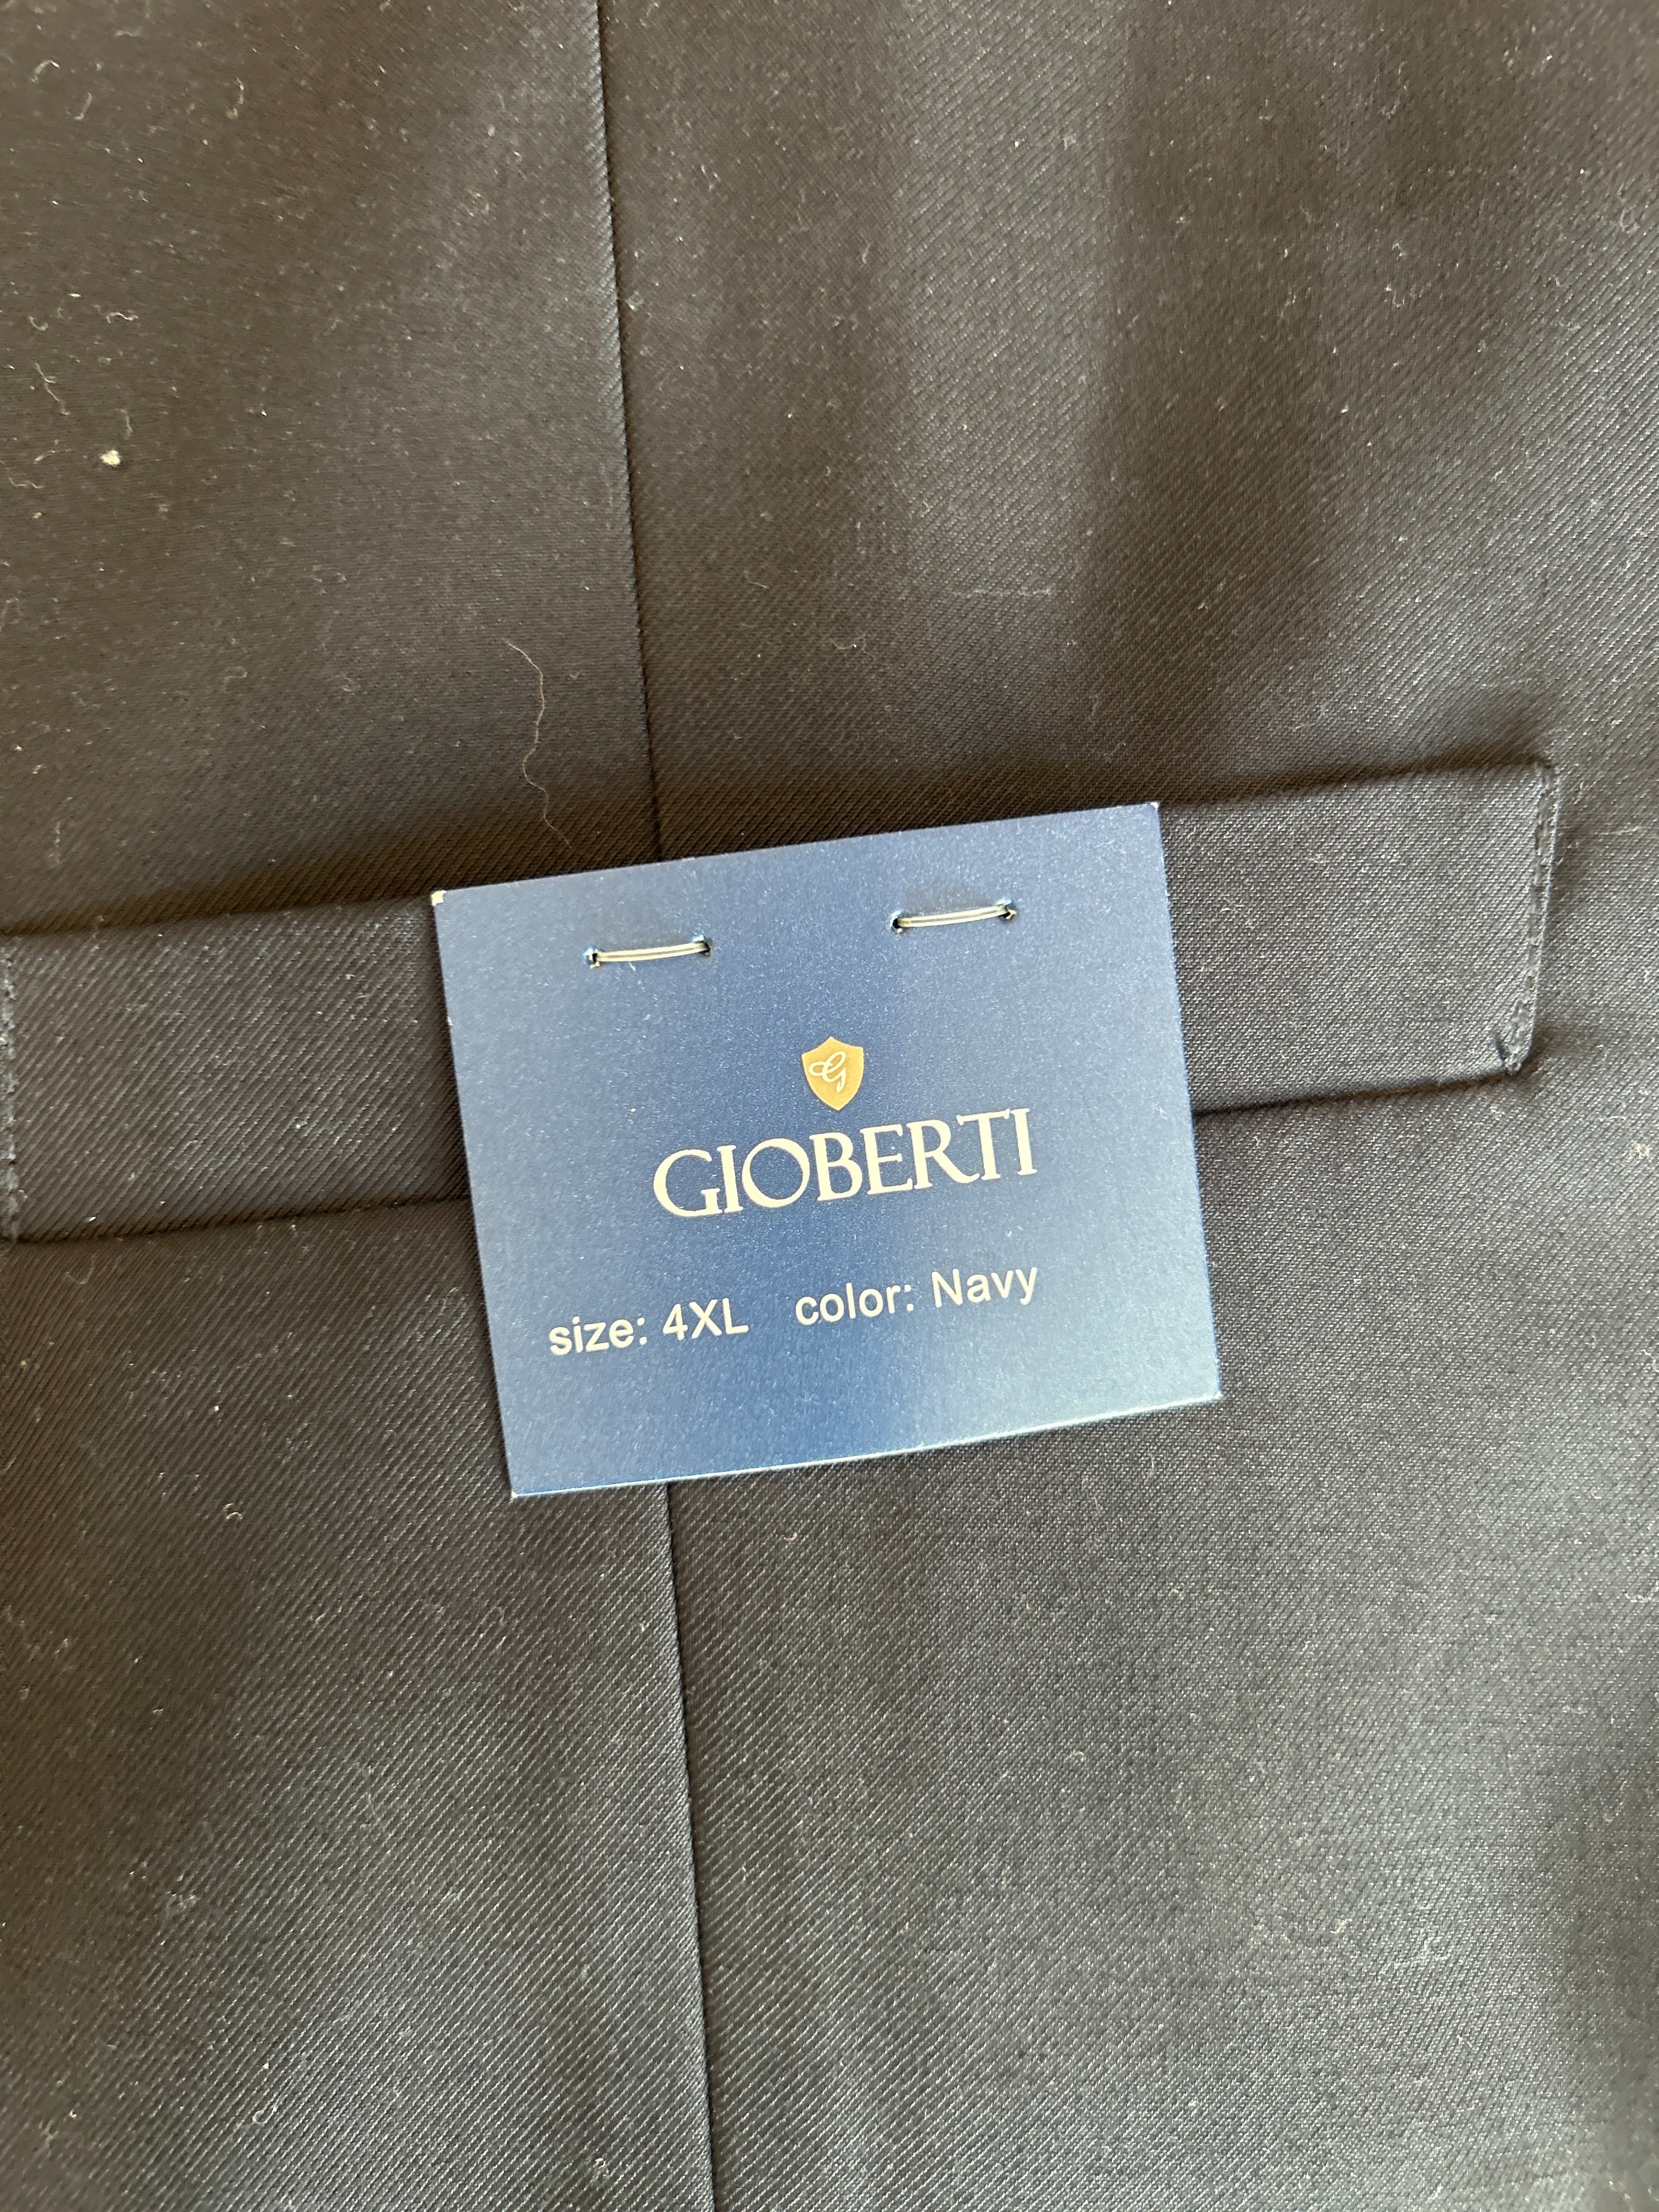 G
GIOBERTI
size: 4XL color: Navy